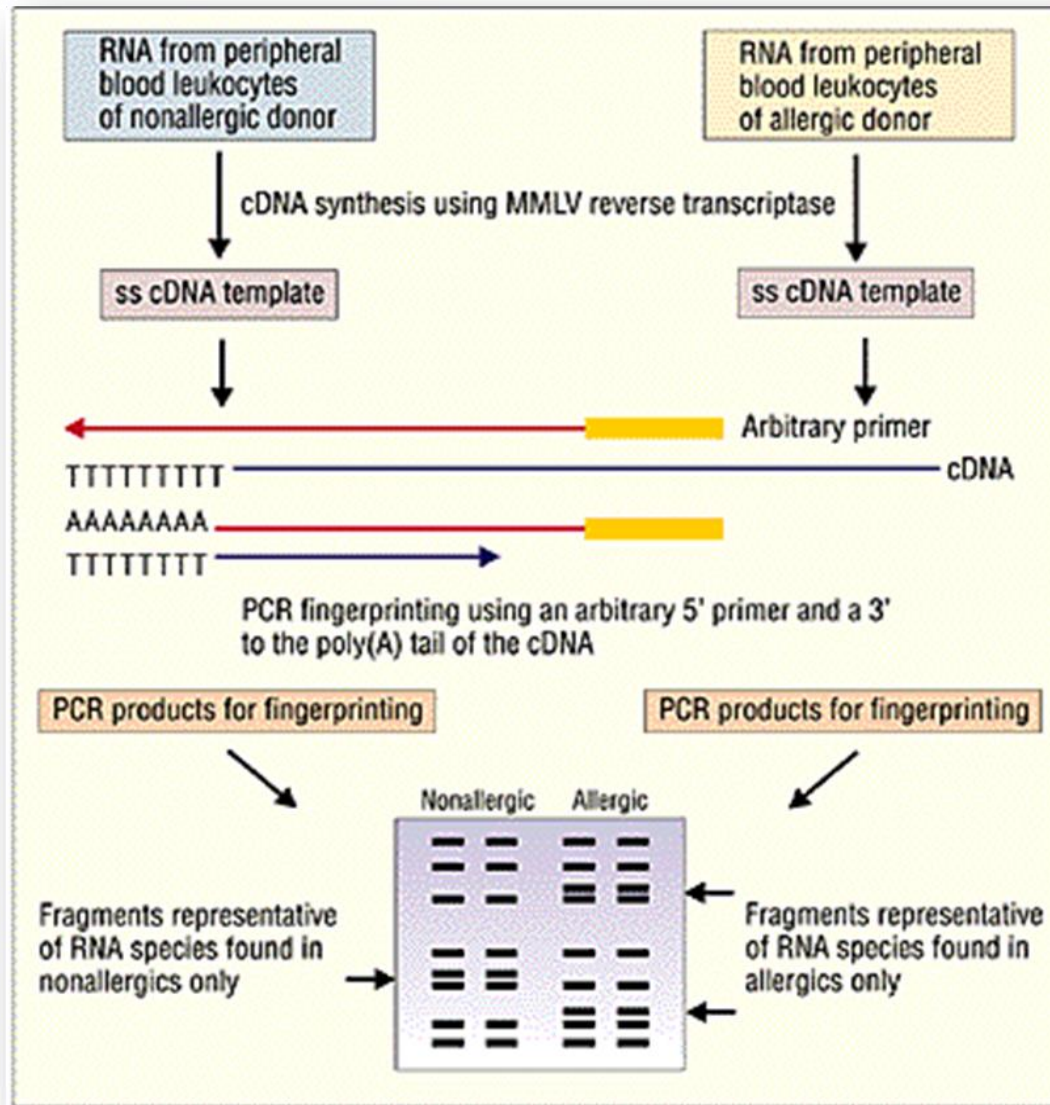 RNA from peripheral
blood leukocytes
of nonallergic donor
RNA from peripheral
blood leukocytes
of allergic donor
cDNA synthesis using MMLV reverse transcriptase
ss cDNA template
ss cDNA template
Arbitrary primer
TTTTTTTTT
cDNA
AAAAAAAA
TTTTTTTT
PCR fingerprinting using an arbitrary 5' primer and a 3'
to the poly(A) tail of the cDNA
PCR products for fingerprinting
PCR products for fingerprinting
Nonallergic
Allergic
Fragments representative
of RNA species found in
nonallergics only
Fragments representative
of RNA species found in
allergics only